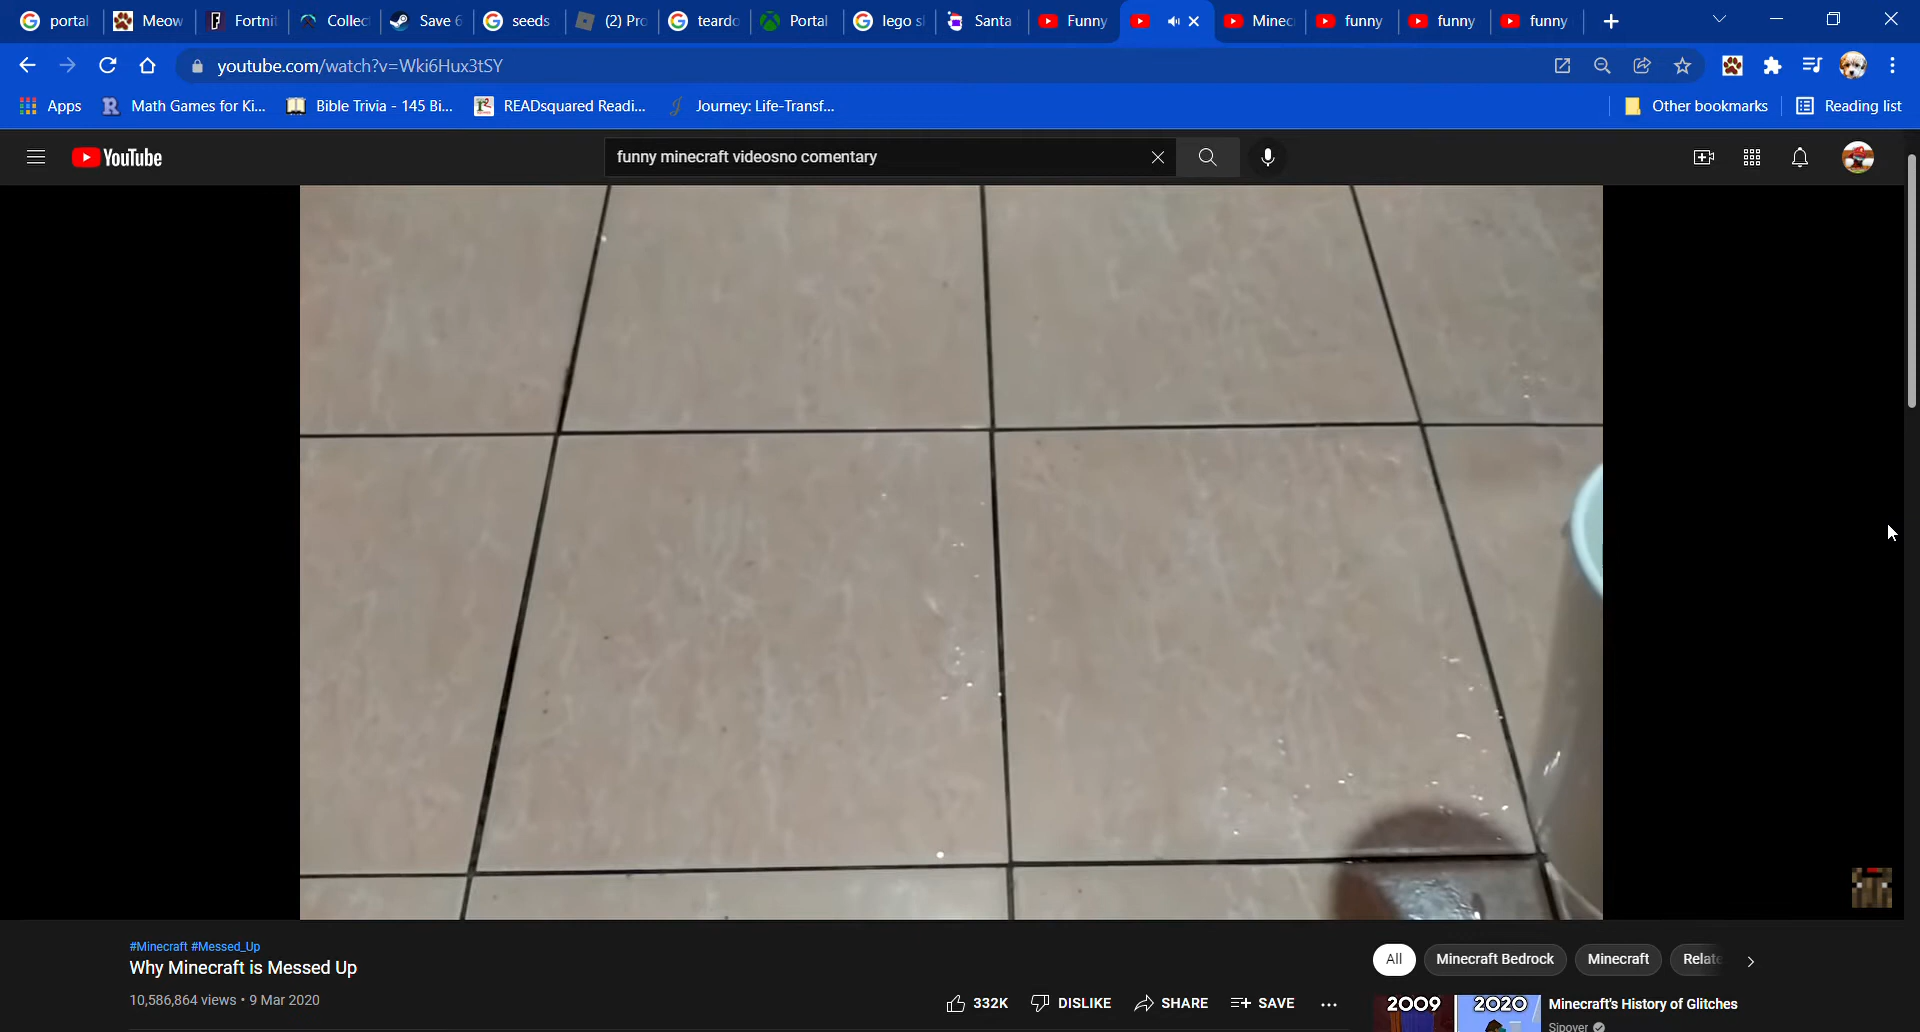 portal
Meow
Fortni
Collec
Save 6
seeds
(2) Pro
teardo
Portal
lego s
Santa
Funny
Minec
funny
funny
funny
youtube.com/watch?v=Wki6Hux3tSY
Apps
Math Games for Ki...
Bible Trivia - 145 Bi...
READsquared Readi...
Journey: Life-Transf...
Other bookmarks
Reading list
YouTube
funny minecraft videosno comentary
#Minecraft #Messed_Up
Why Minecraft is Messed Up
10,586,864 views • 9 Mar 2020
332K
DISLIKE
SHARE
SAVE
All
Minecraft Bedrock
Minecraft
Relate
2009
2020
Minecraft's History of Glitches
Sipover